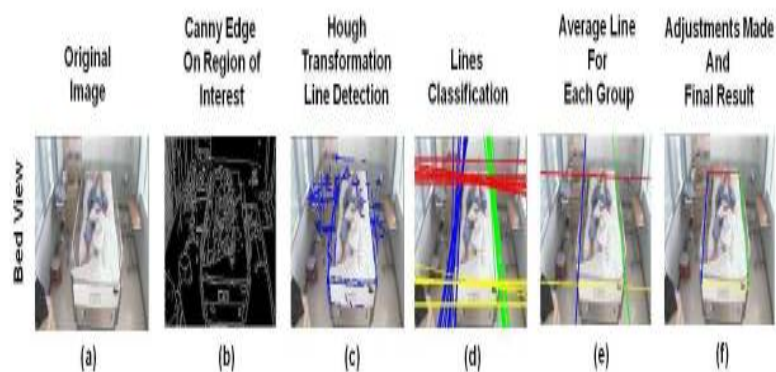 Original
Image
Canny Edge
On Region of
Interest
Hough
Transformation
Line Detection
Lines
Classification
Average Line
For
Each Group
Adjustments Made
And
Final Result
Bed View
(a)
(b)
(c)
(d)
(e)
(f)